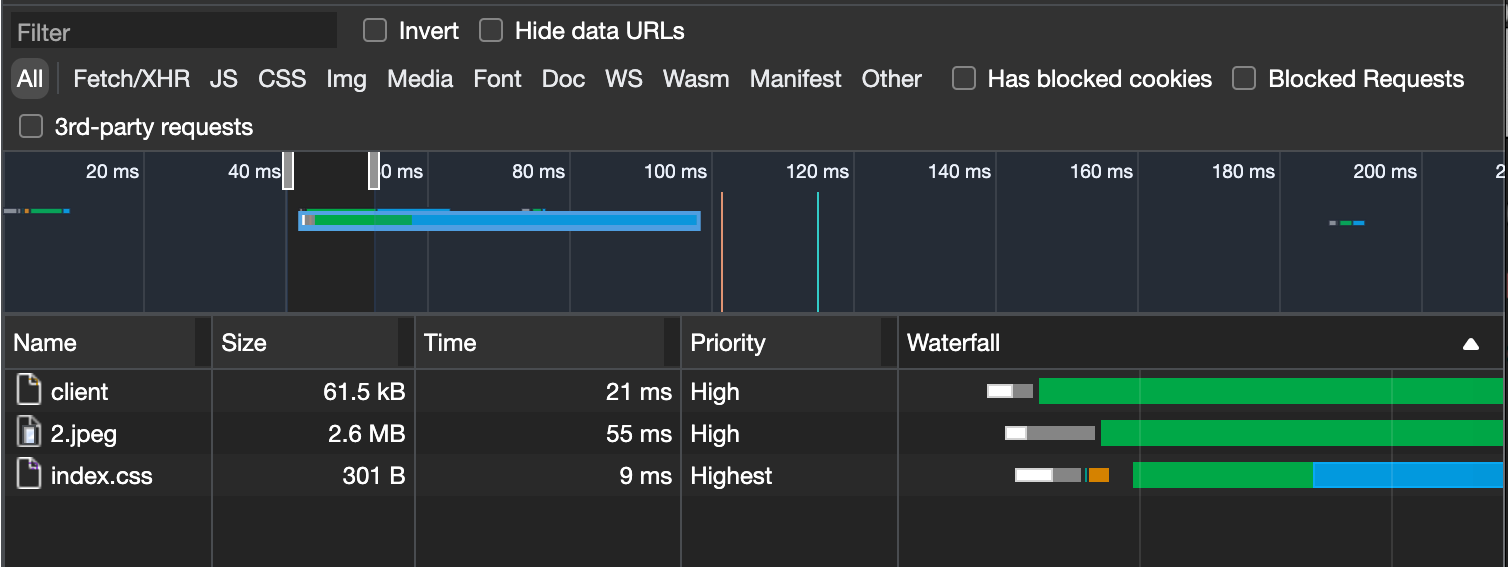 Filter Invert Hide data URLs
All Fetch/XHR JS CSS Img Media Font Doc WS Wasm Manifest Other Has blocked cookies Blocked Requests
3rd-party requests
20 ms 40 ms 0 ms 80 ms 100 ms 120 ms 140 ms 160 ms 180 ms 200 ms 2
Name Size Time Priority Waterfall
client 61.5 kB 21 ms High
2.jpeg 2.6 MB 55 ms High
index.css 301 B 9 ms Highest